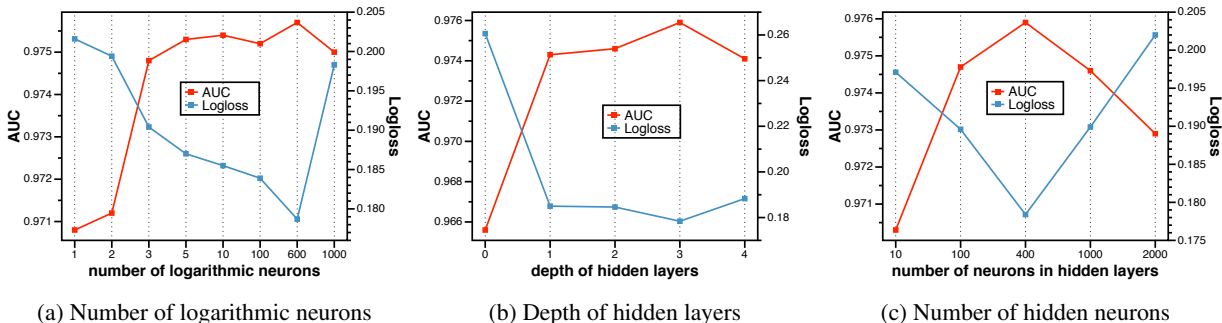 0.975
0.974
0.973
0.972
0.971
AUC
0.205
0.200
0.195
0.190
0.185
0.180
Logloss
AUC
Logloss
1 2 3 5 10 100 600 1000
number of logarithmic neurons
(a) Number of logarithmic neurons
0.976
0.974
0.972
0.970
0.968
0.966
AUC
0.26
0.24
0.22
0.20
0.18
Logloss
AUC
Logloss
0 1 2 3 4
depth of hidden layers
(b) Depth of hidden layers
0.976
0.975
0.974
0.973
0.972
0.971
AUC
0.205
0.200
0.195
0.190
0.185
0.180
0.175
Logloss
AUC
Logloss
10 100 400 1000 2000
number of neurons in hidden layers
(c) Number of hidden neurons